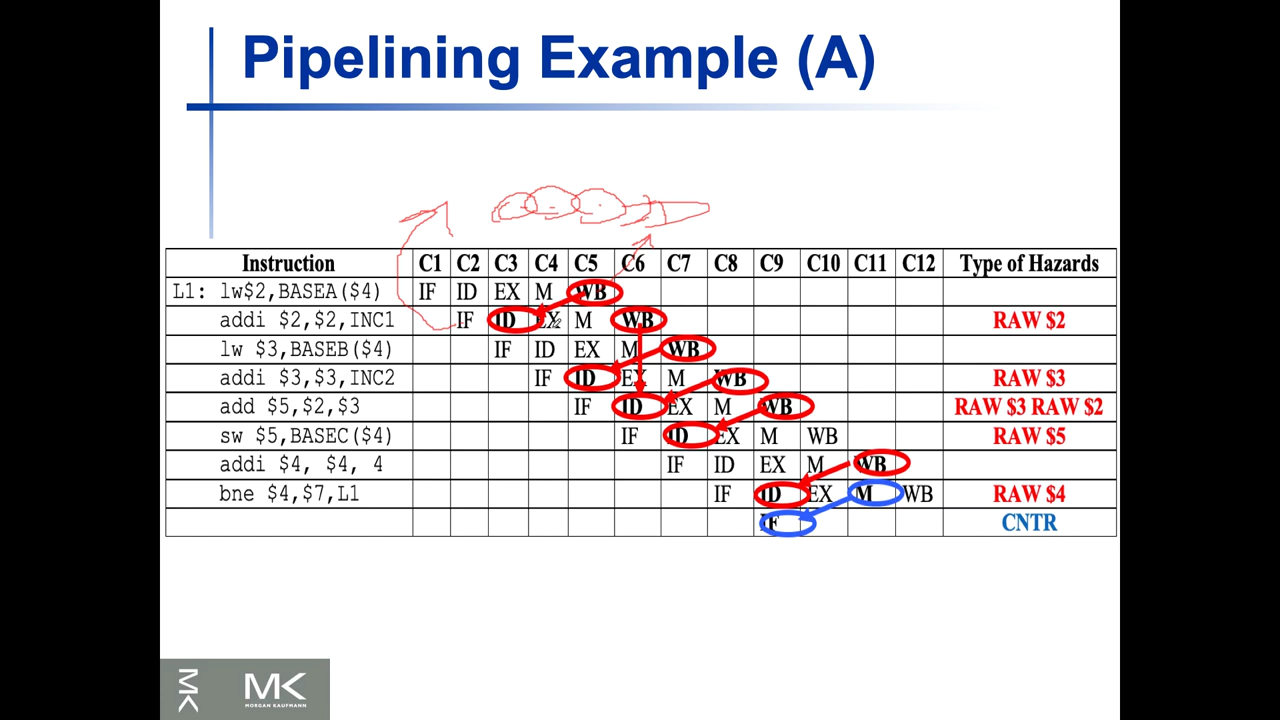 Pipelining Example (A)
Instruction C1 C2 C3 C4 C5 C6 C7 C8 C9 C10 C11 C12 Type of Hazards
L1: lw$2,BASEA($4) IF ID EX M WB
addi $2,$2,INC1 IF ID EX M WB RAW $2
lw $3,BASEB($4) IF ID EX M WB
addi $3,$3,INC2 IF ID EX M WB RAW $3
add $5,$2,$3 IF ID EX M WB RAW $3 RAW $2
sw $5,BASEC($4) IF ID EX M WB RAW $5
addi $4, $4, 4 IF ID EX M WB
bne $4,$7,L1 IF ID EX M WB RAW $4
IF CNTR
MK MK
MORGAN KAUFMANN